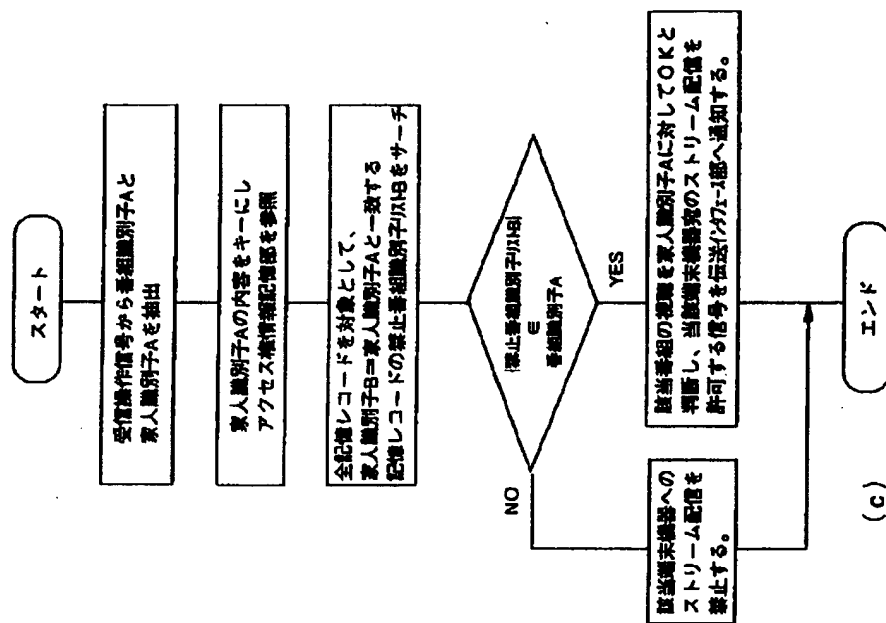 スタート
受信操作信号から番組識別子Aと
家人識別子Aを抽出
家人識別子Aの内容をキーにし
アクセス権情報記憶部を参照
全記憶レコードを対象として、
家人識別子B=家人識別子Aと一致する
記憶レコードの禁止番組識別子リストBをサーチ
{禁止番組識別子リストB}
∈
番組識別子A
YES
NO
該当番組の視聴を家人識別子Aに対してOKと
判断し、当該端末機器宛のストリーム配信を
許可する信号を伝送インタフェース部へ通知する。
該当端末機器への
ストリーム配信を
禁止する。
エンド
(c)